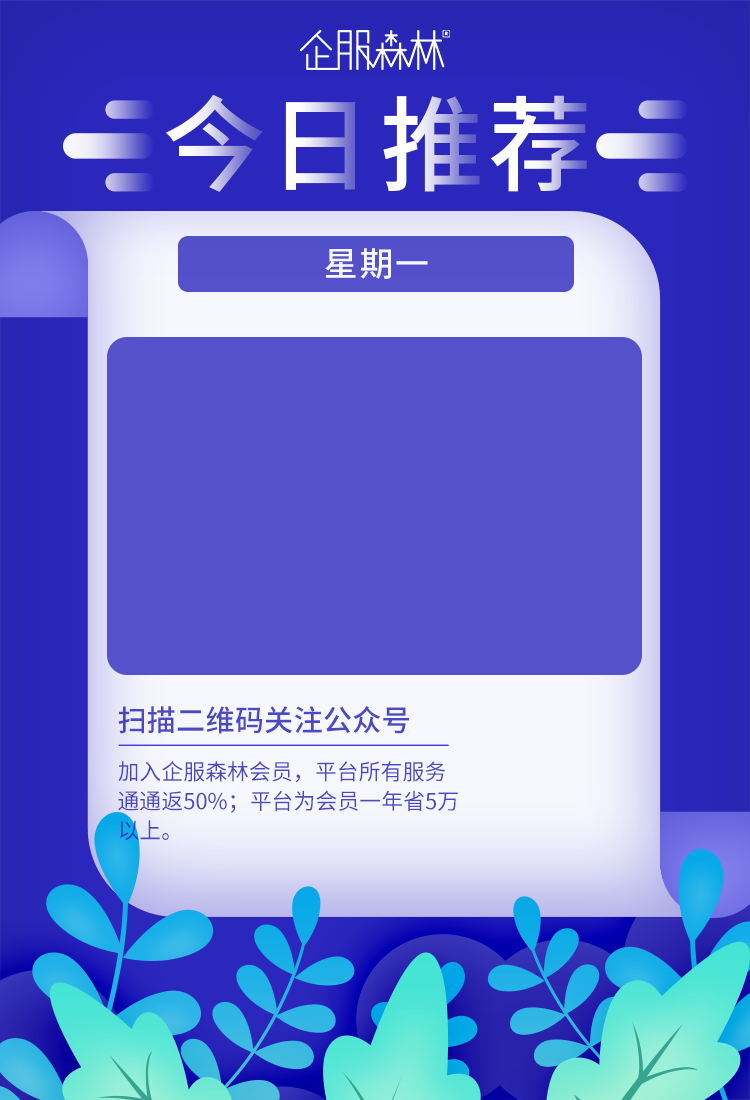 企服森林
今日推荐
星期一
扫描二维码关注公众号
加入企服森林会员，平台所有服务
通通返50%；平台为会员一年省5万
以上。